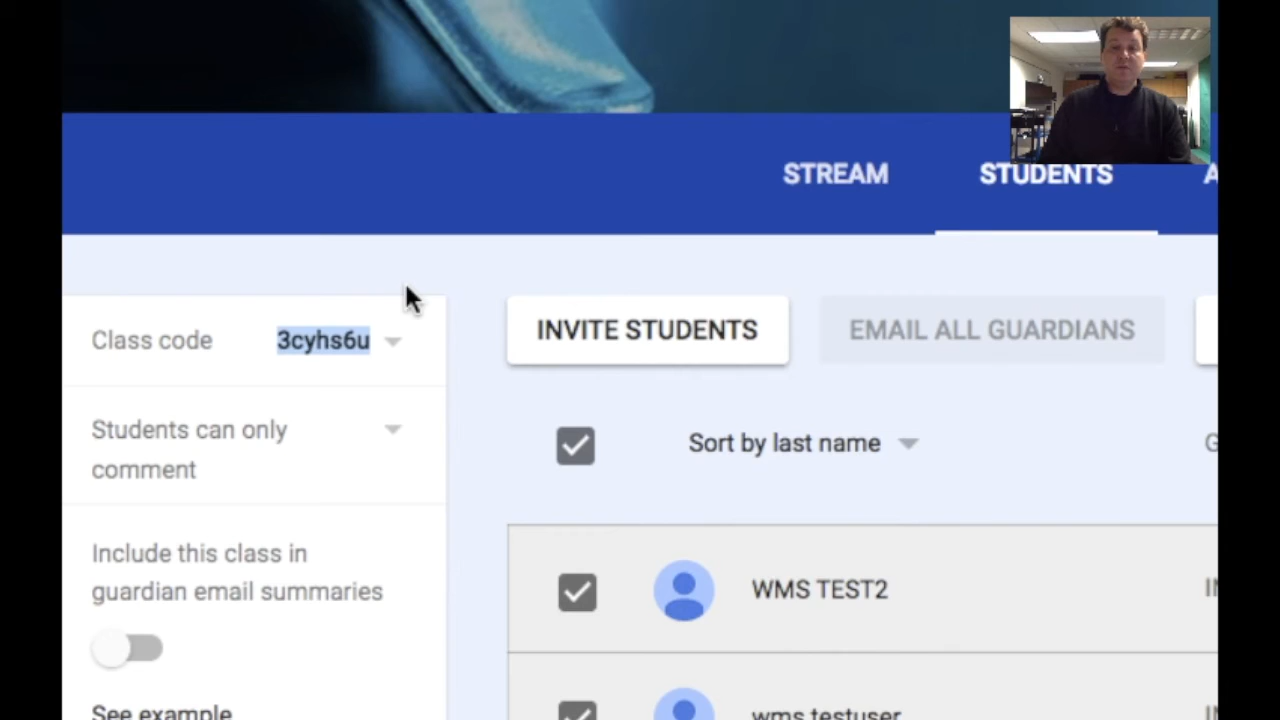 STREAM STUDENTS A
Class code 3cyhs6u
INVITE STUDENTS EMAIL ALL GUARDIANS
Students can only
comment
Sort by last name G
Include this class in
guardian email summaries
WMS TEST2
See example
wms testuser